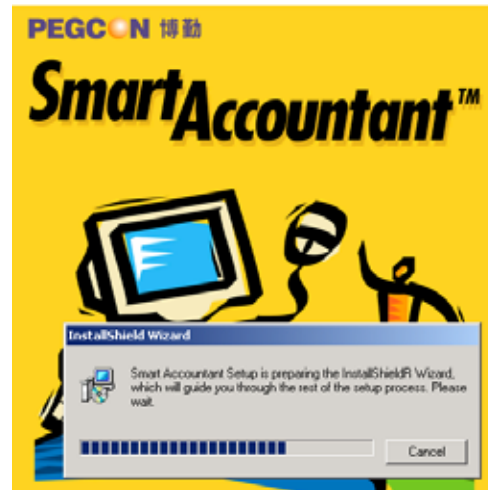 PEGCON 博勤
SmartAccountant™
InstallShield Wizard
Smart Accountant Setup is preparing the InstallShieldR Wizard,
which will guide you through the rest of the setup process. Please
wait.
Cancel